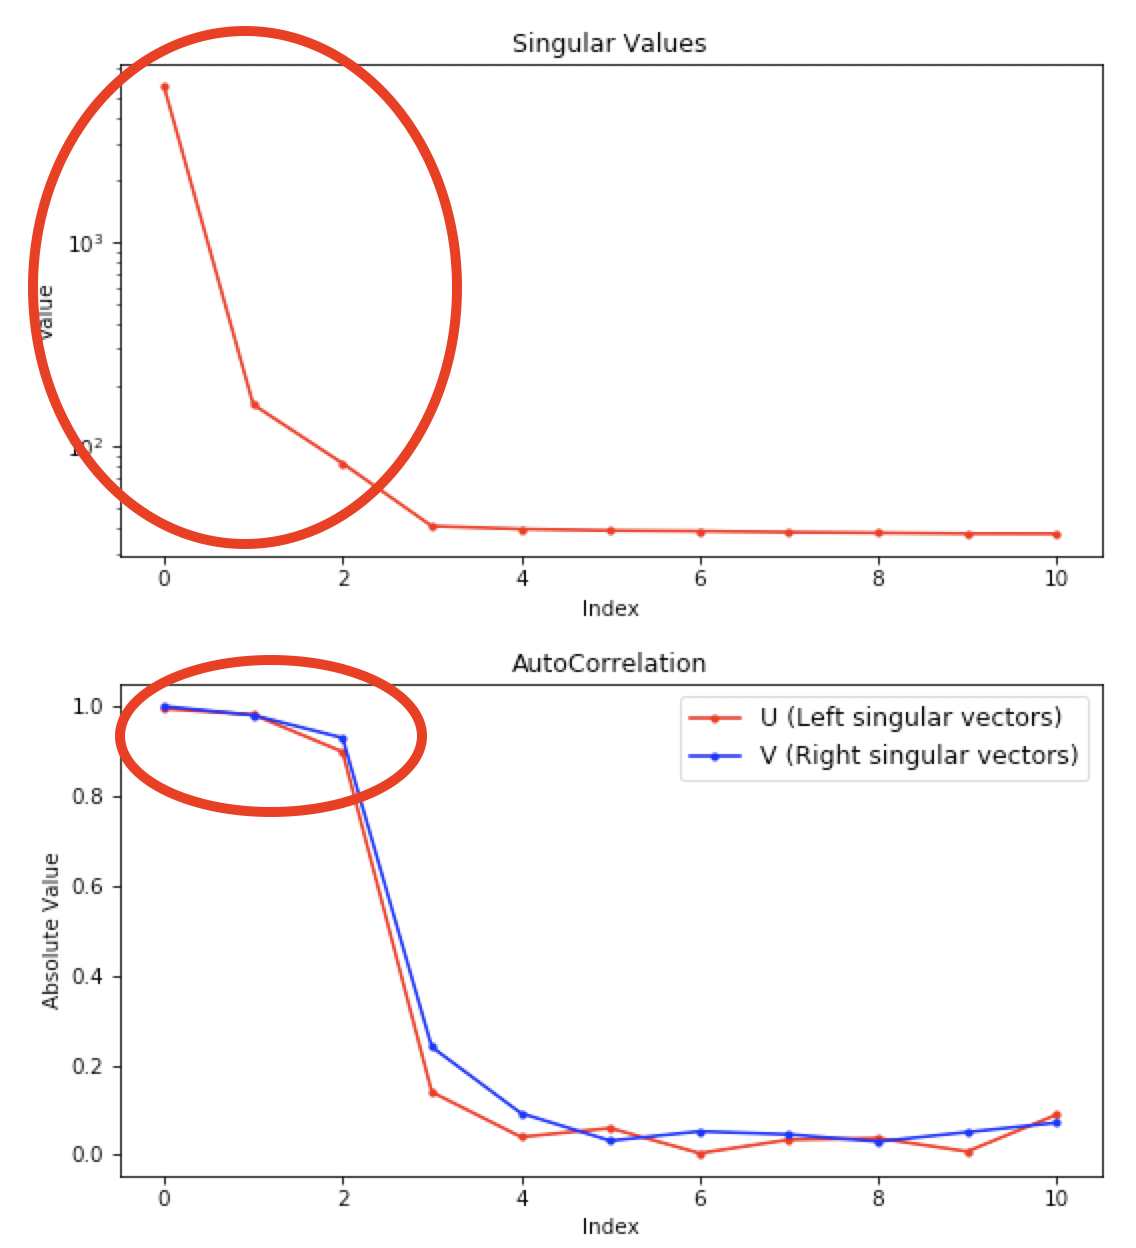 Singular Values
10³
value
10²
0 2 4 6 8 10
Index
AutoCorrelation
1.0
0.8
0.6
0.4
0.2
0.0
Absolute Value
U (Left singular vectors)
V (Right singular vectors)
0 2 4 6 8 10
Index